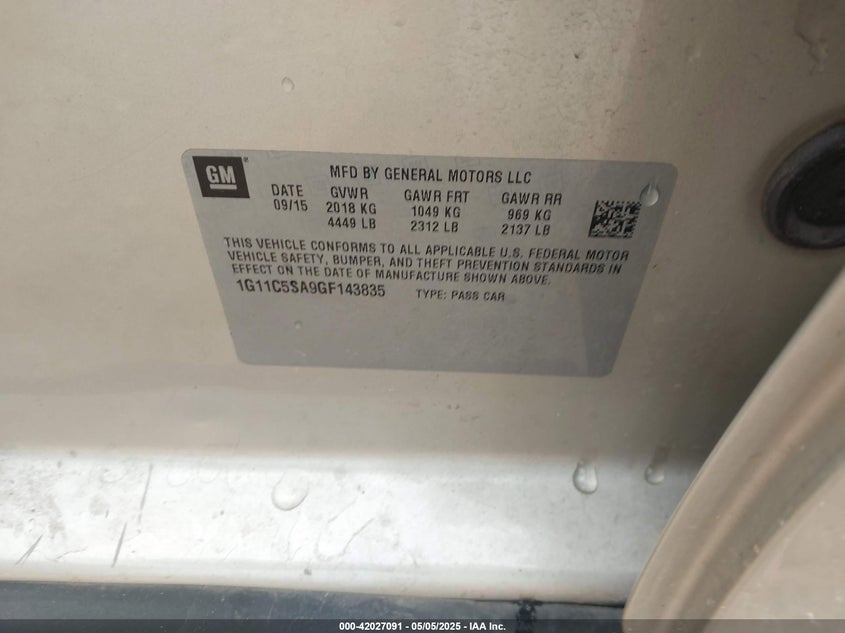 GM
MFD BY GENERAL MOTORS LLC
DATE GVWR GAWR FRT GAWR RR
09/15 2018 KG 1049 KG 969 KG
4449 LB 2312 LB 2137 LB
THIS VEHICLE CONFORMS TO ALL APPLICABLE U.S. FEDERAL MOTOR
VEHICLE SAFETY, BUMPER, AND THEFT PREVENTION STANDARDS IN
EFFECT ON THE DATE OF MANUFACTURE SHOWN ABOVE.
1G11C5SA9GF143835 TYPE: PASS CAR
000-42027091 - 05/05/2025 - IAA Inc.